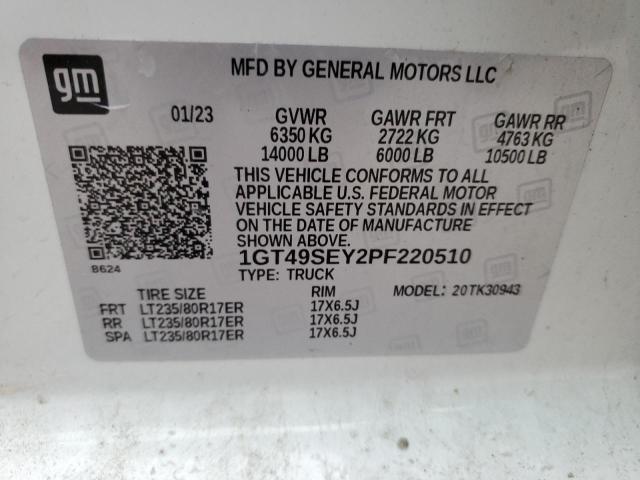 gm
MFD BY GENERAL MOTORS LLC
01/23 GVWR GAWR FRT GAWR RR
6350 KG 2722 KG 4763 KG
14000 LB 6000 LB 10500 LB
THIS VEHICLE CONFORMS TO ALL
APPLICABLE U.S. FEDERAL MOTOR
VEHICLE SAFETY STANDARDS IN EFFECT
ON THE DATE OF MANUFACTURE
SHOWN ABOVE.
8624 1GT49SEY2PF220510
TYPE: TRUCK
TIRE SIZE RIM MODEL: 20TK30943
FRT LT235/80R17ER 17X6.5J
RR LT235/80R17ER 17X6.5J
SPA LT235/80R17ER 17X6.5J